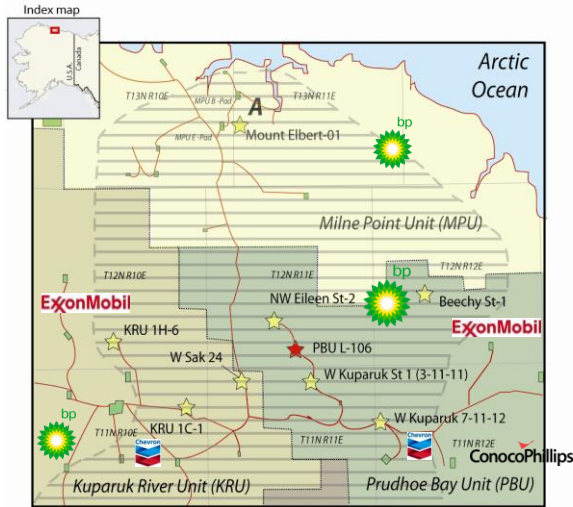 Index map
U.S.A.
Canada
Arctic
Ocean
T13N R10E
MPU B -Pad
T13N R11E
A
MPU E -Pad
Mount Elbert-01
bp
Milne Point Unit (MPU)
T12N R10E
T12N R11E
bp
T12N R12E
NW Eileen St-2
Beechy St-1
ExxonMobil
ExxonMobil
KRU 1H-6
PBU L-106
W Sak 24
W Kuparuk St 1 (3-11-11)
bp
KRU 1C-1
W Kuparuk 7-11-12
T11N R10E
Chevron
T11N R11E
Chevron
T11N R12E
ConocoPhillips
Kuparuk River Unit (KRU)
Prudhoe Bay Unit (PBU)